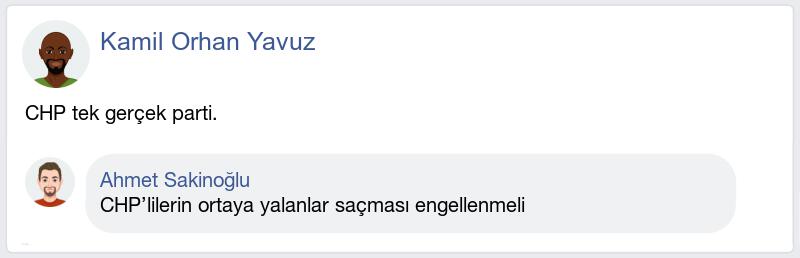 Kamil Orhan Yavuz
CHP tek gerçek parti.
Ahmet Sakinoğlu
CHP’lilerin ortaya yalanlar saçması engellenmeli